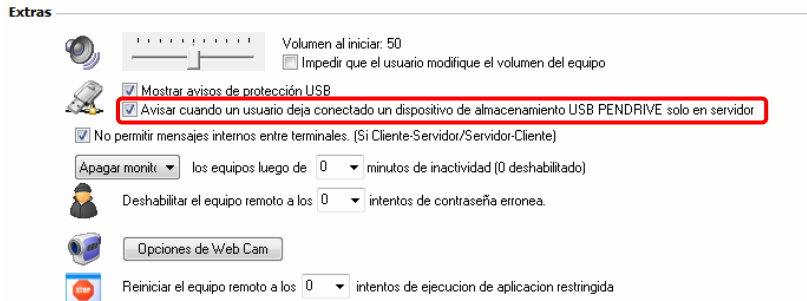 Extras
Volumen al iniciar: 50
Impedir que el usuario modifique el volumen del equipo
Mostrar avisos de protección USB
Avisar cuando un usuario deja conectado un dispositivo de almacenamiento USB PENDRIVE solo en servidor
No permitir mensajes internos entre terminales. (Si Cliente-Servidor/Servidor-Cliente)
Apagar monitc los equipos luego de 0 minutos de inactividad (0 deshabilitado)
Deshabilitar el equipo remoto a los 0 intentos de contraseña erronea.
Opciones de Web Cam
STOP Reiniciar el equipo remoto a los 0 intentos de ejecucion de aplicacion restringida